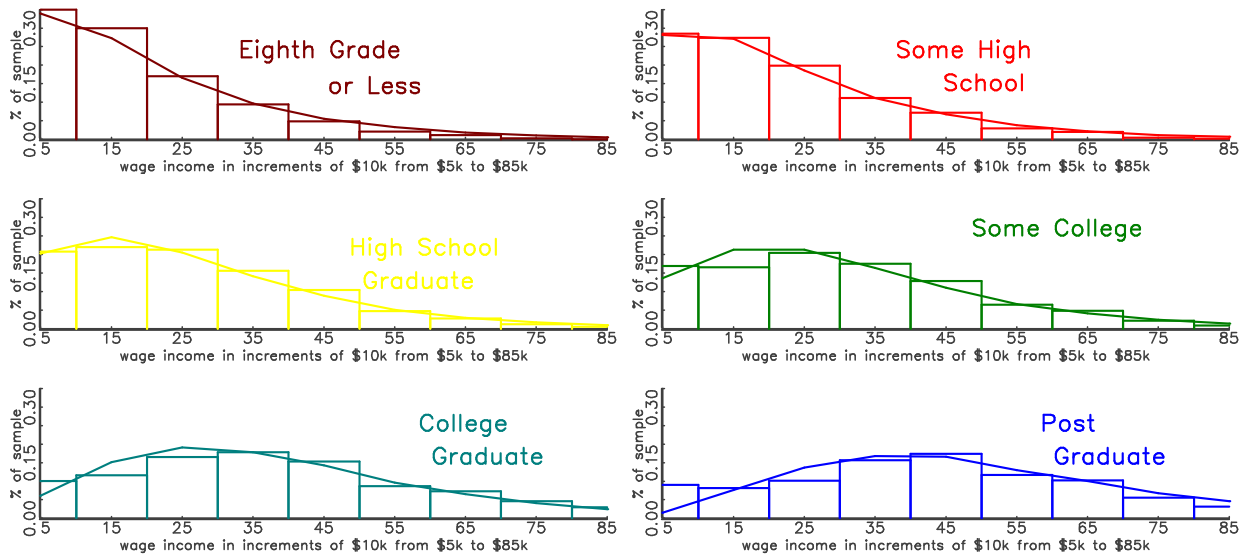 Eighth Grade
or Less
% of sample
0.00 0.15 0.30
5 15 25 35 45 55 65 75 85
wage income in increments of $10k from $5k to $85k
Some High
School
% of sample
0.00 0.15 0.30
5 15 25 35 45 55 65 75 85
wage income in increments of $10k from $5k to $85k
High School
Graduate
% of sample
0.00 0.15 0.30
5 15 25 35 45 55 65 75 85
wage income in increments of $10k from $5k to $85k
Some College
% of sample
0.00 0.15 0.30
5 15 25 35 45 55 65 75 85
wage income in increments of $10k from $5k to $85k
College
Graduate
% of sample
0.00 0.15 0.30
5 15 25 35 45 55 65 75 85
wage income in increments of $10k from $5k to $85k
Post
Graduate
% of sample
0.00 0.15 0.30
5 15 25 35 45 55 65 75 85
wage income in increments of $10k from $5k to $85k